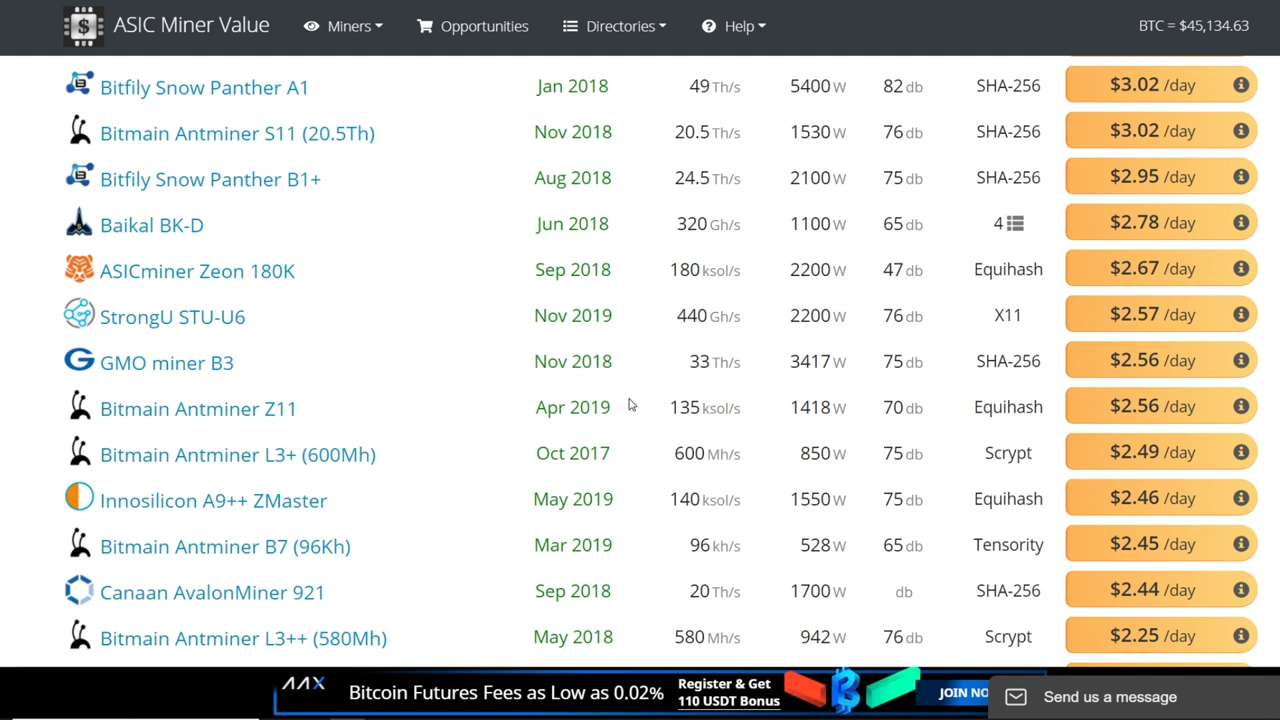 ASIC Miner Value Miners Opportunities Directories Help BTC = $45,134.63
Bitfily Snow Panther A1 Jan 2018 49 Th/s 5400 W 82 db SHA-256 $3.02 /day
Bitmain Antminer S11 (20.5Th) Nov 2018 20.5 Th/s 1530 W 76 db SHA-256 $3.02 /day
Bitfily Snow Panther B1+ Aug 2018 24.5 Th/s 2100 W 75 db SHA-256 $2.95 /day
Baikal BK-D Jun 2018 320 Gh/s 1100 W 65 db 4 $2.78 /day
ASICminer Zeon 180K Sep 2018 180 ksol/s 2200 W 47 db Equihash $2.67 /day
StrongU STU-U6 Nov 2019 440 Gh/s 2200 W 76 db X11 $2.57 /day
GMO miner B3 Nov 2018 33 Th/s 3417 W 75 db SHA-256 $2.56 /day
Bitmain Antminer Z11 Apr 2019 135 ksol/s 1418 W 70 db Equihash $2.56 /day
Bitmain Antminer L3+ (600Mh) Oct 2017 600 Mh/s 850 W 75 db Scrypt $2.49 /day
Innosilicon A9++ ZMaster May 2019 140 ksol/s 1550 W 75 db Equihash $2.46 /day
Bitmain Antminer B7 (96Kh) Mar 2019 96 kh/s 528 W 65 db Tensority $2.45 /day
Canaan AvalonMiner 921 Sep 2018 20 Th/s 1700 W db SHA-256 $2.44 /day
Bitmain Antminer L3++ (580Mh) May 2018 580 Mh/s 942 W 76 db Scrypt $2.25 /day
AAX Bitcoin Futures Fees as Low as 0.02% Register & Get
110 USDT Bonus
JOIN NO
Send us a message